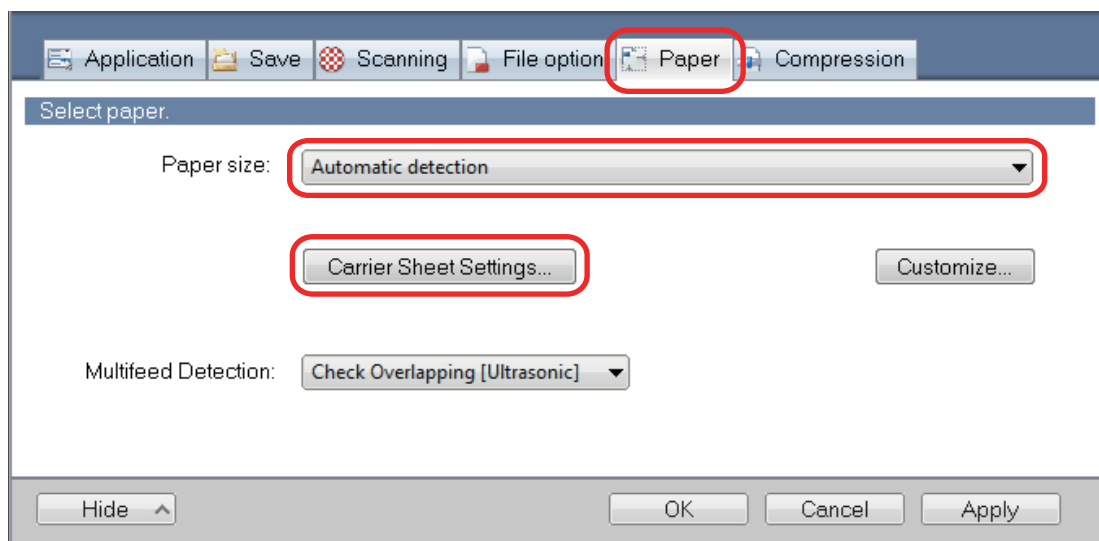 Application Save Scanning File option Paper Compression
Select paper.
Paper size: Automatic detection
Carrier Sheet Settings... Customize...
Multifeed Detection: Check Overlapping [Ultrasonic]
Hide OK Cancel Apply